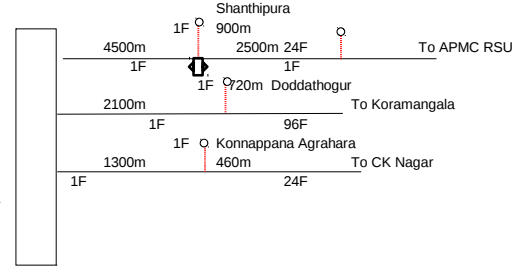 Shanthipura
1F 900m
4500m 2500m 24F To APMC RSU
1F 1F
1F 720m Doddathogur
2100m To Koramangala
1F 96F
1F Konnappana Agrahara
1300m 460m To CK Nagar
1F 24F